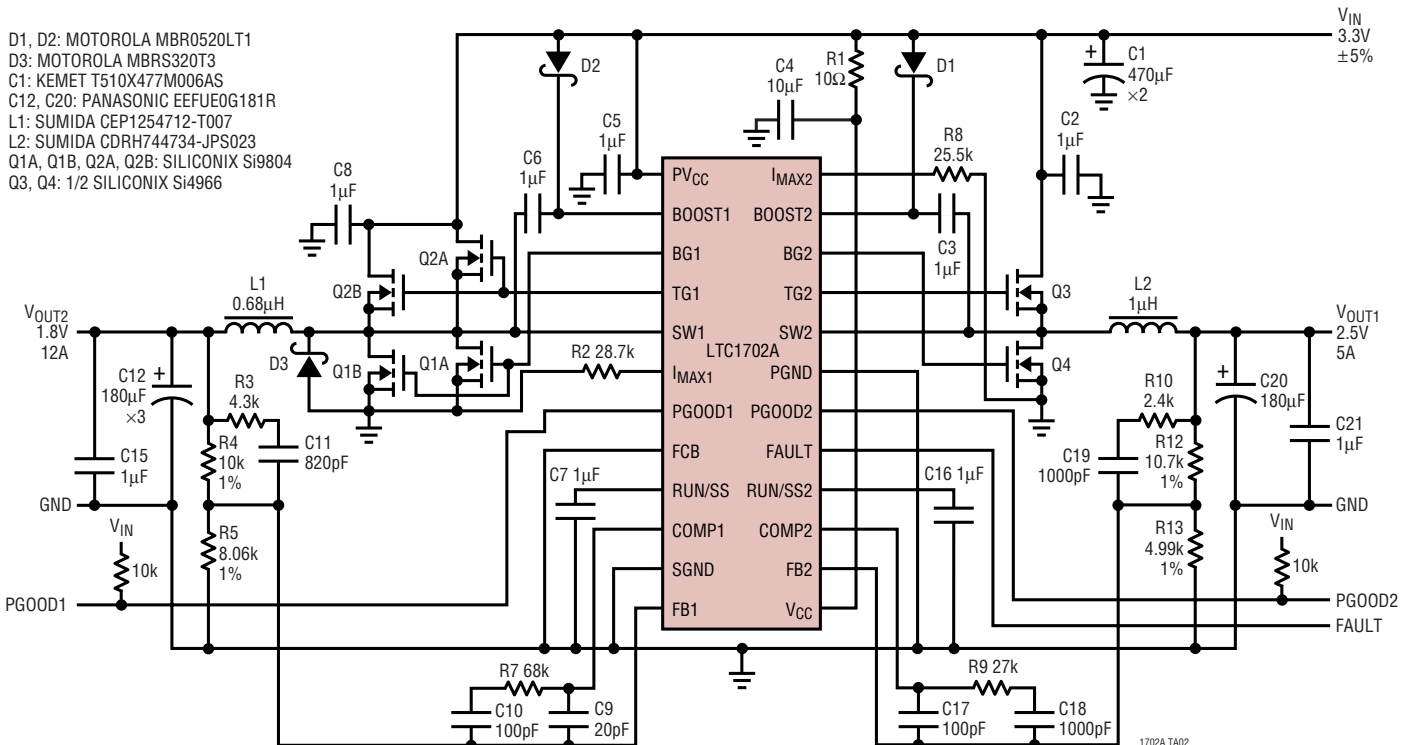 D1, D2: MOTOROLA MBR0520LT1
D3: MOTOROLA MBRS320T3
C1: KEMET T510X477M006AS
C12, C20: PANASONIC EEFUE0G181R
L1: SUMIDA CEP1254712-T007
L2: SUMIDA CDRH744734-JPS023
Q1A, Q1B, Q2A, Q2B: SILICONIX Si9804
Q3, Q4: 1/2 SILICONIX Si4966
D2
C4
10µF
R1
10Ω
D1
+
C1
470µF
×2
VIN
3.3V
±5%
C8
1µF
C6
1µF
C5
1µF
R8
25.5k
C2
1µF
C3
1µF
Q2A
Q2B
Q1B
Q1A
D3
L1
0.68µH
VOUT2
1.8V
12A
R2 28.7k
PVCC
BOOST1
BG1
TG1
SW1
IMAX1
PGOOD1
FCB
RUN/SS
COMP1
SGND
FB1
LTC1702A
IMAX2
BOOST2
BG2
TG2
SW2
PGND
PGOOD2
FAULT
RUN/SS2
COMP2
FB2
VCC
Q3
Q4
L2
1µH
VOUT1
2.5V
5A
C12
180µF
×3
+
R3
4.3k
R4
10k
1%
C11
820pF
C15
1µF
GND
R5
8.06k
1%
VIN
10k
PGOOD1
C7 1µF
C16 1µF
R10
2.4k
R12
10.7k
1%
C19
1000pF
+
C20
180µF
C21
1µF
GND
R13
4.99k
1%
VIN
10k
PGOOD2
FAULT
R7 68k
C10
100pF
C9
20pF
R9 27k
C17
100pF
C18
1000pF
1702A TA02